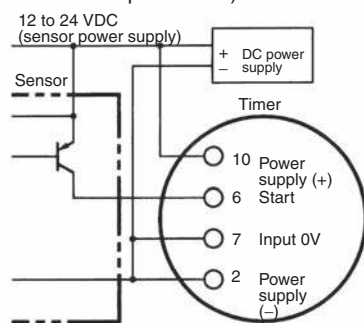 12 to 24 VDC
(sensor power supply)
+ DC power
– supply
Sensor
Timer
10 Power
supply (+)
6 Start
7 Input 0V
2 Power
supply
(–)